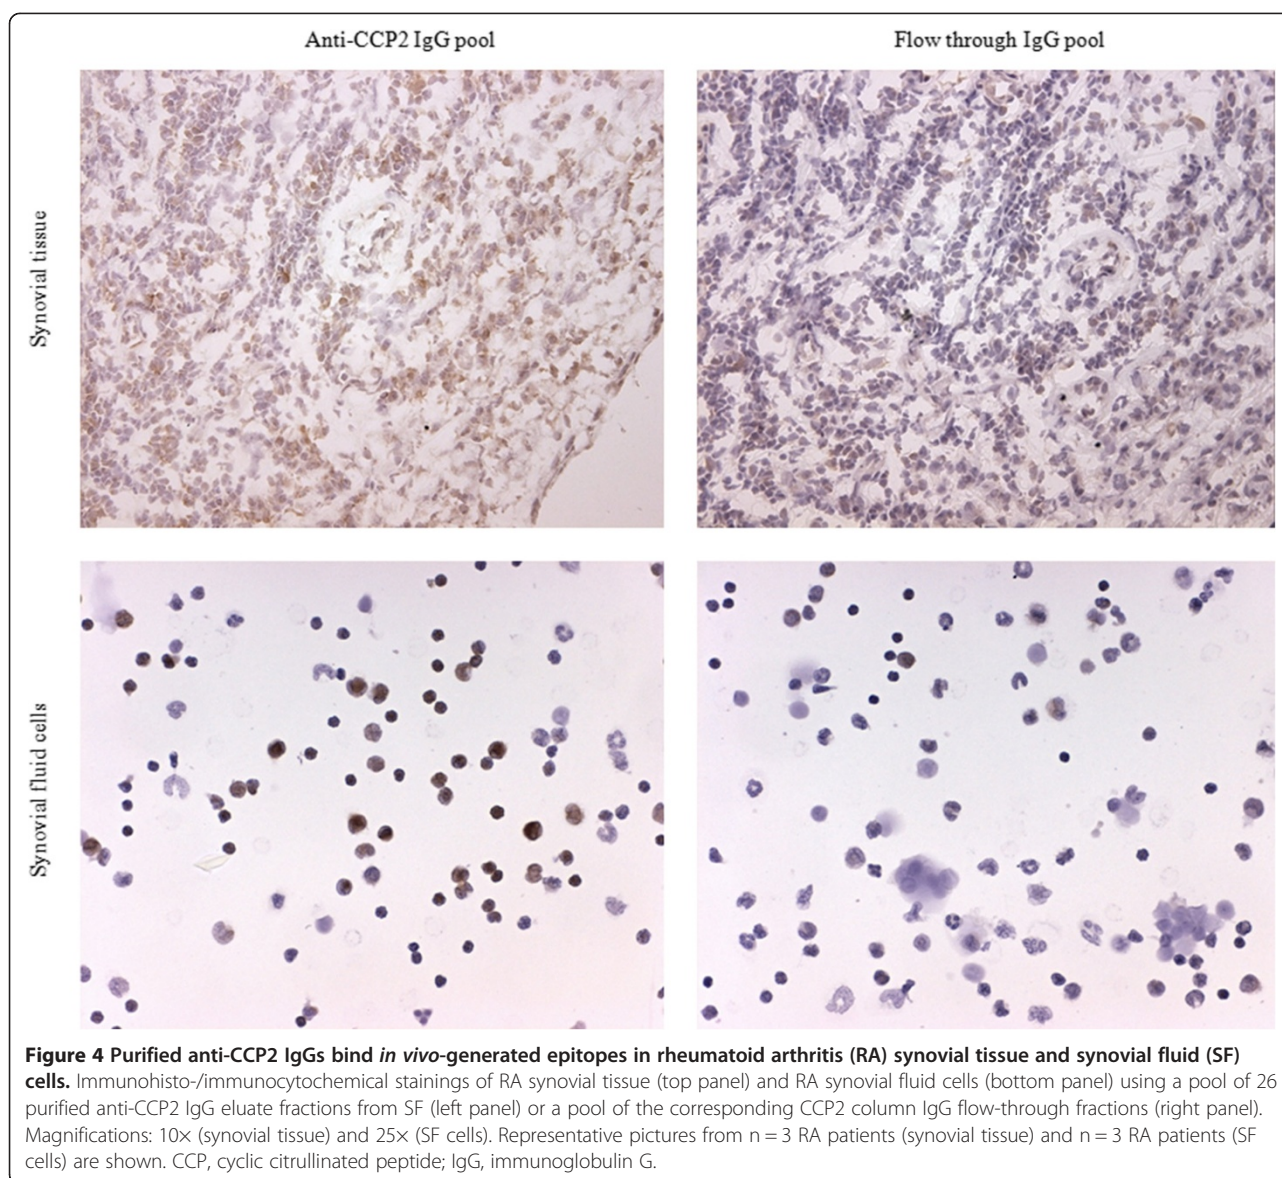 Anti-CCP2 IgG pool
Flow through IgG pool
Synovial tissue
Synovial fluid cells
Figure 4 Purified anti-CCP2 IgGs bind in vivo-generated epitopes in rheumatoid arthritis (RA) synovial tissue and synovial fluid (SF)
cells. Immunohisto-/immunocytochemical stainings of RA synovial tissue (top panel) and RA synovial fluid cells (bottom panel) using a pool of 26
purified anti-CCP2 IgG eluate fractions from SF (left panel) or a pool of the corresponding CCP2 column IgG flow-through fractions (right panel).
Magnifications: 10× (synovial tissue) and 25× (SF cells). Representative pictures from n = 3 RA patients (synovial tissue) and n = 3 RA patients (SF
cells) are shown. CCP, cyclic citrullinated peptide; IgG, immunoglobulin G.